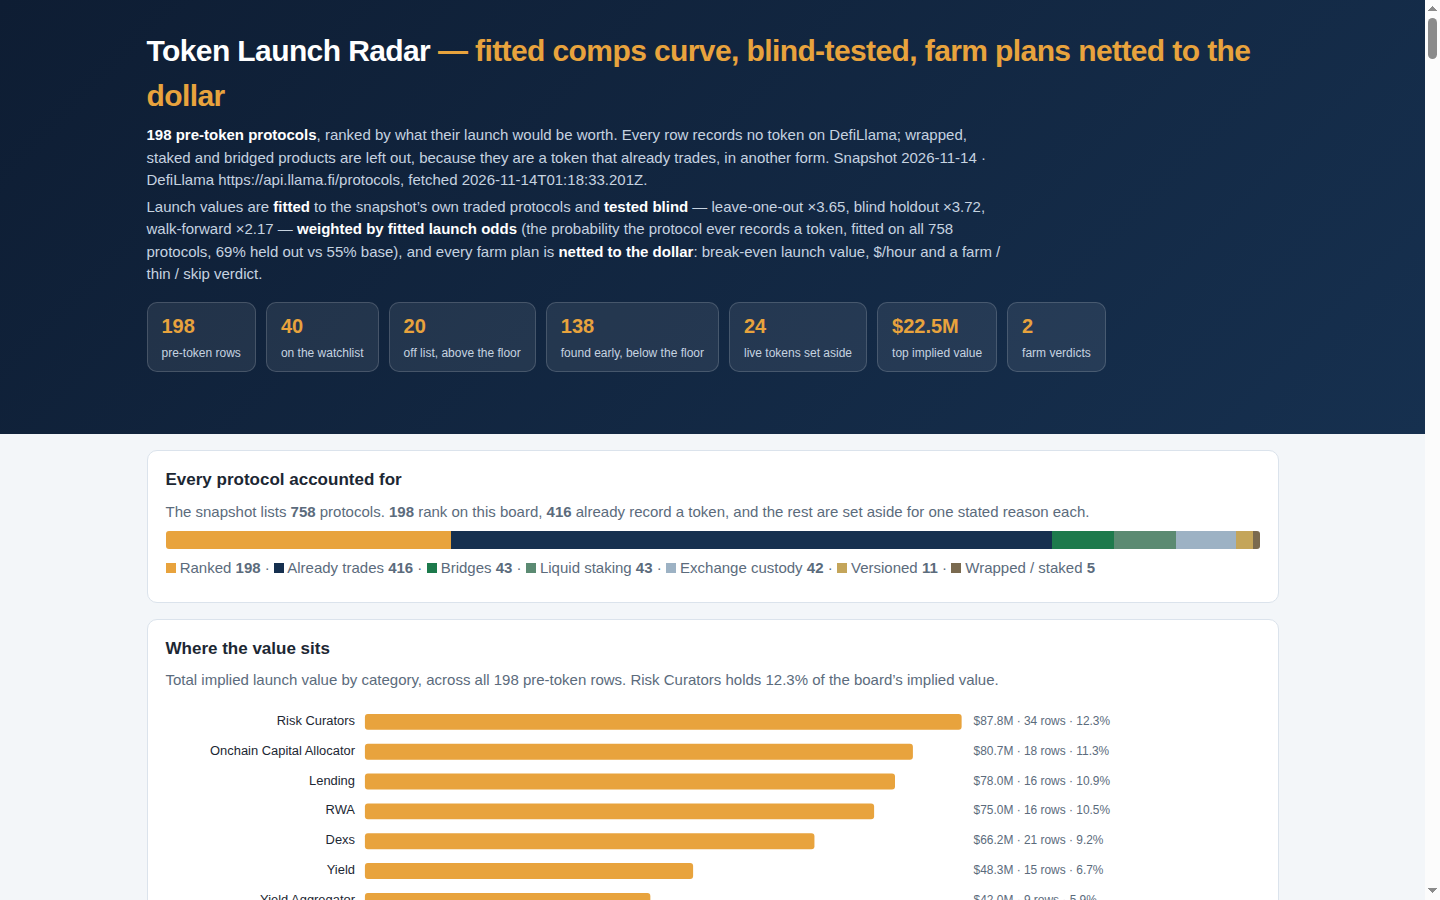 Token Launch Radar — fitted comps curve, blind-tested, farm plans netted to the
dollar
198 pre-token protocols, ranked by what their launch would be worth. Every row records no token on DefiLlama; wrapped,
staked and bridged products are left out, because they are a token that already trades, in another form. Snapshot 2026-11-14 ·
DefiLlama https://api.llama.fi/protocols, fetched 2026-11-14T01:18:33.201Z.
Launch values are fitted to the snapshot’s own traded protocols and tested blind — leave-one-out ×3.65, blind holdout ×3.72,
walk-forward ×2.17 — weighted by fitted launch odds (the probability the protocol ever records a token, fitted on all 758
protocols, 69% held out vs 55% base), and every farm plan is netted to the dollar: break-even launch value, $/hour and a farm /
thin / skip verdict.
198 40 20 138 24 $22.5M 2
pre-token rows on the watchlist off list, above the floor found early, below the floor live tokens set aside top implied value farm verdicts
Every protocol accounted for
The snapshot lists 758 protocols. 198 rank on this board, 416 already record a token, and the rest are set aside for one stated reason each.
Ranked 198 · Already trades 416 · Bridges 43 · Liquid staking 43 · Exchange custody 42 · Versioned 11 · Wrapped / staked 5
Where the value sits
Total implied launch value by category, across all 198 pre-token rows. Risk Curators holds 12.3% of the board’s implied value.
Risk Curators $87.8M · 34 rows · 12.3%
Onchain Capital Allocator $80.7M · 18 rows · 11.3%
Lending $78.0M · 16 rows · 10.9%
RWA $75.0M · 16 rows · 10.5%
Dexs $66.2M · 21 rows · 9.2%
Yield $48.3M · 15 rows · 6.7%
Yield Aggregator $42.0M · 9 rows · 5.9%